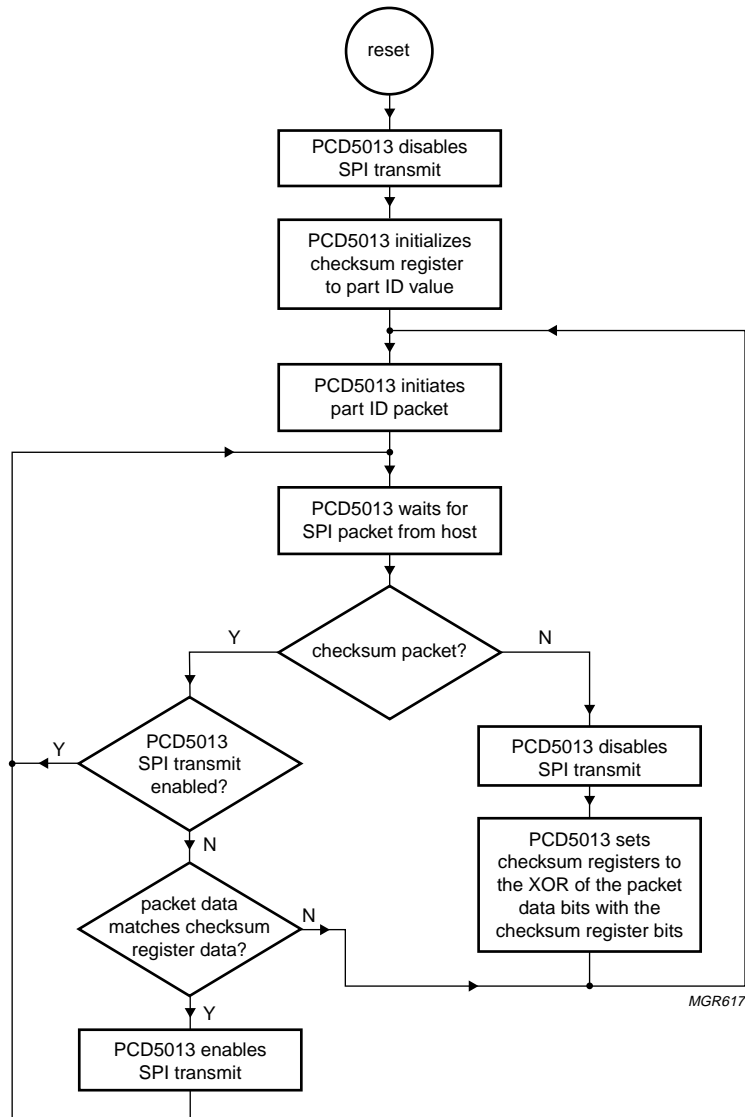 reset
PCD5013 disables
SPI transmit
PCD5013 initializes
checksum register
to part ID value
PCD5013 initiates
part ID packet
PCD5013 waits for
SPI packet from host
checksum packet?
Y
N
PCD5013
SPI transmit
enabled?
Y
N
PCD5013 disables
SPI transmit
PCD5013 sets
checksum registers to
the XOR of the packet
data bits with the
checksum register bits
packet data
matches checksum
register data?
N
Y
PCD5013 enables
SPI transmit
MGR617